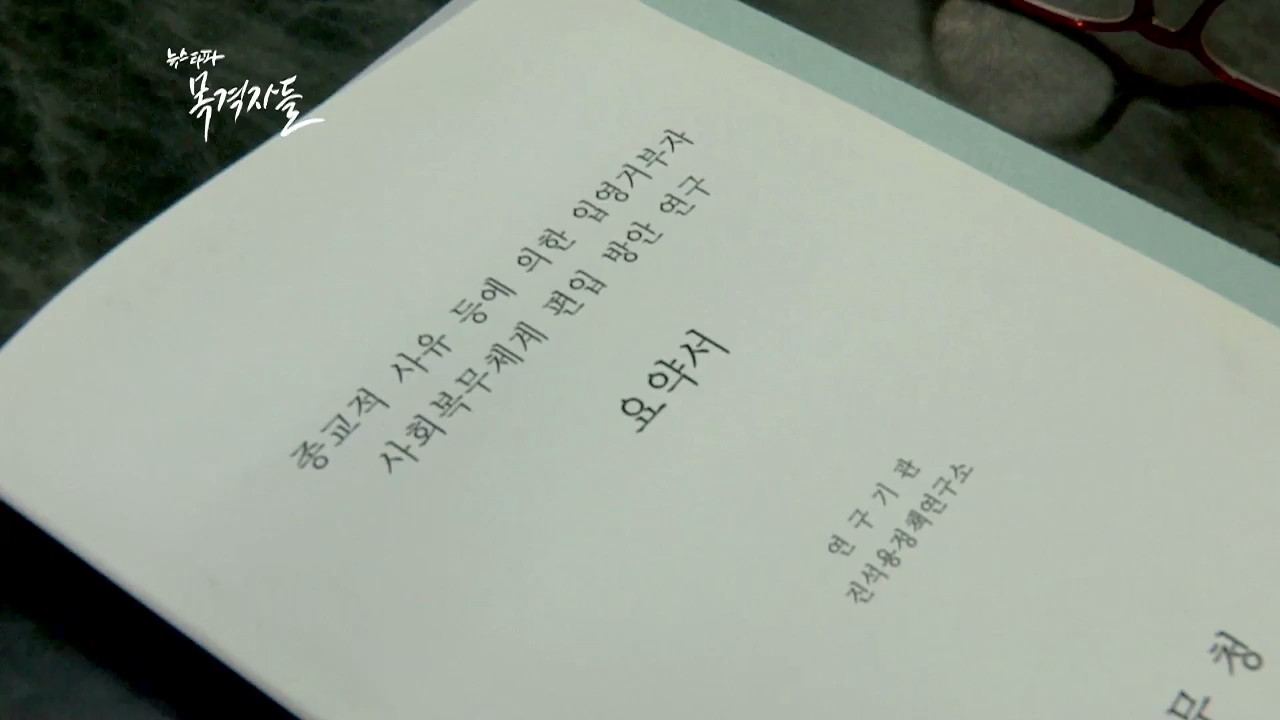 뉴스타파
목격자들
종교적 사유 등에 의한 입영거부자
사회복무체계 편입 방안 연구
요약서
연구기관
진석용정책연구소
무청